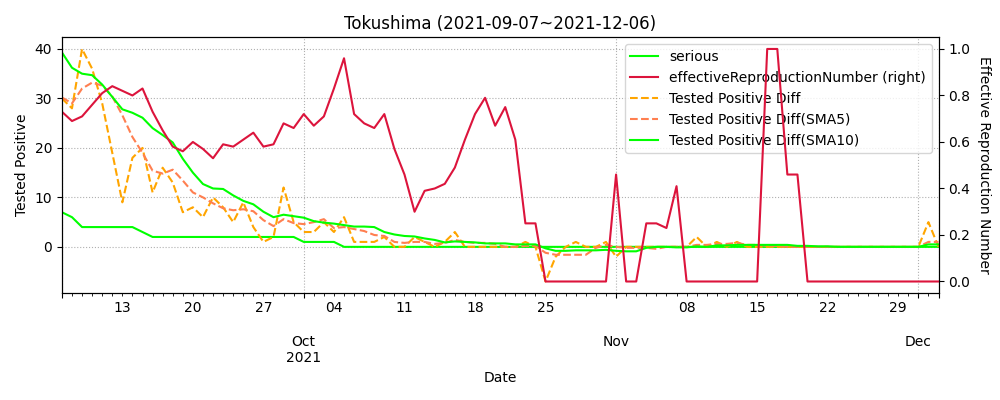 Tokushima (2021-09-07~2021-12-06)
serious
effectiveReproductionNumber (right)
Tested Positive Diff
Tested Positive Diff(SMA5)
Tested Positive Diff(SMA10)
Tested Positive
40
30
20
10
0
1.0
0.8
0.6
0.4
0.2
0.0
Effective Reproduction Number
13 20 27 04 11 18 25 08 15 22 29
Oct Nov Dec
2021
Date